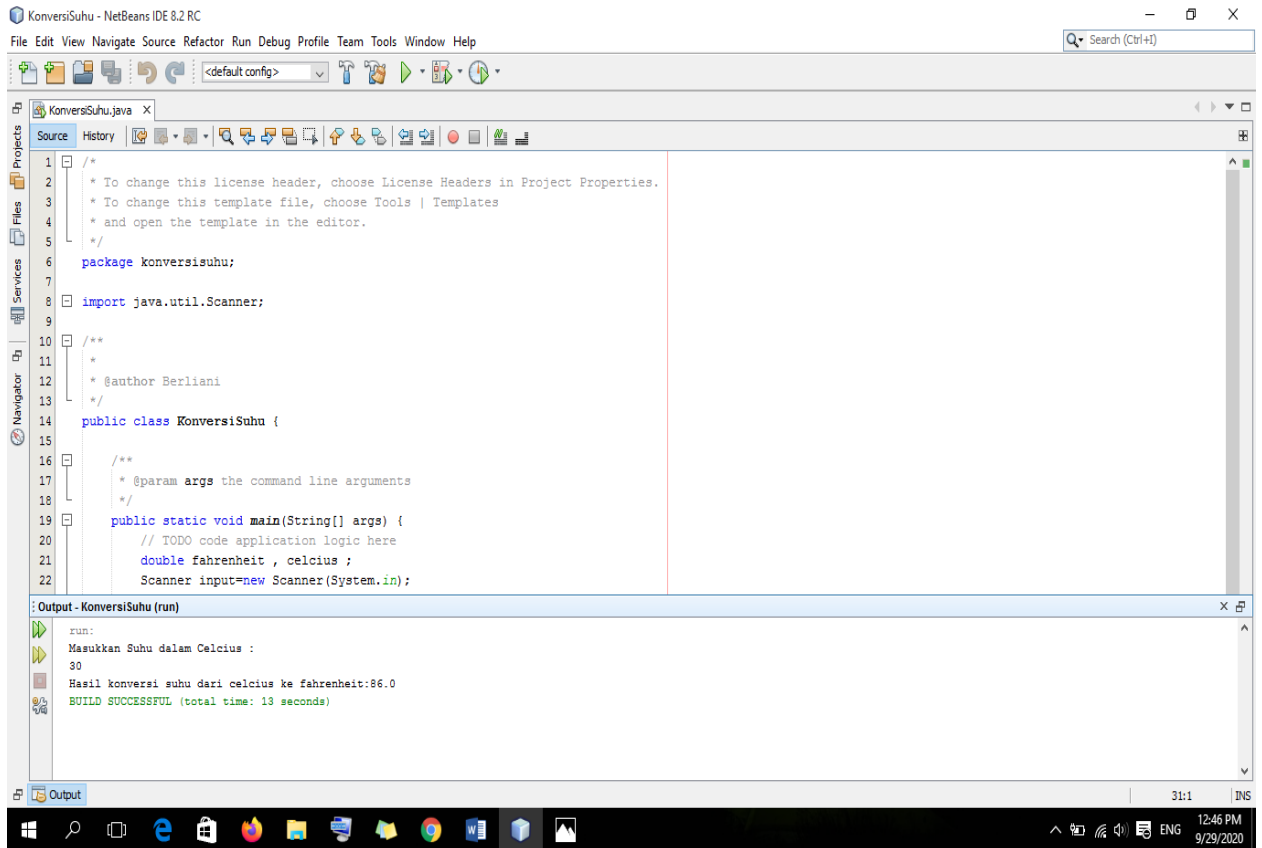 KonversiSuhu - NetBeans IDE 8.2 RC
File Edit View Navigate Source Refactor Run Debug Profile Team Tools Window Help
Search (Ctrl+I)
<default config>
KonversiSuhu.java
Source History
Projects
Files
Services
Navigator
1 /*
2 * To change this license header, choose License Headers in Project Properties.
3 * To change this template file, choose Tools | Templates
4 * and open the template in the editor.
5 */
6 package konversisuhu;
7
8 import java.util.Scanner;
9
10 /**
11 *
12 * @author Berliani
13 */
14 public class KonversiSuhu {
15
16 /**
17 * @param args the command line arguments
18 */
19 public static void main(String[] args) {
20 // TODO code application logic here
21 double fahrenheit , celcius ;
22 Scanner input=new Scanner(System.in);
Output - KonversiSuhu (run)
run:
Masukkan Suhu dalam Celcius :
30
Hasil konversi suhu dari celcius ke fahrenheit:86.0
BUILD SUCCESSFUL (total time: 13 seconds)
Output
31:1 INS
ENG
12:46 PM
9/29/2020